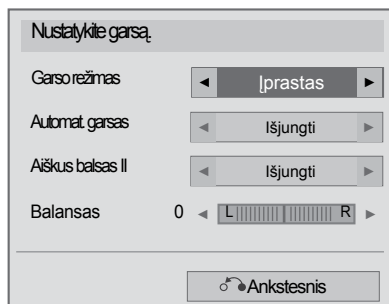 Nustatykite garsą.
Garso režimas ◄ Įprastas ►
Automat. garsas ◄ Išjungti ►
Aiškus balsas II ◄ Išjungti ►
Balansas 0 ◄ L R ►
Ankstesnis